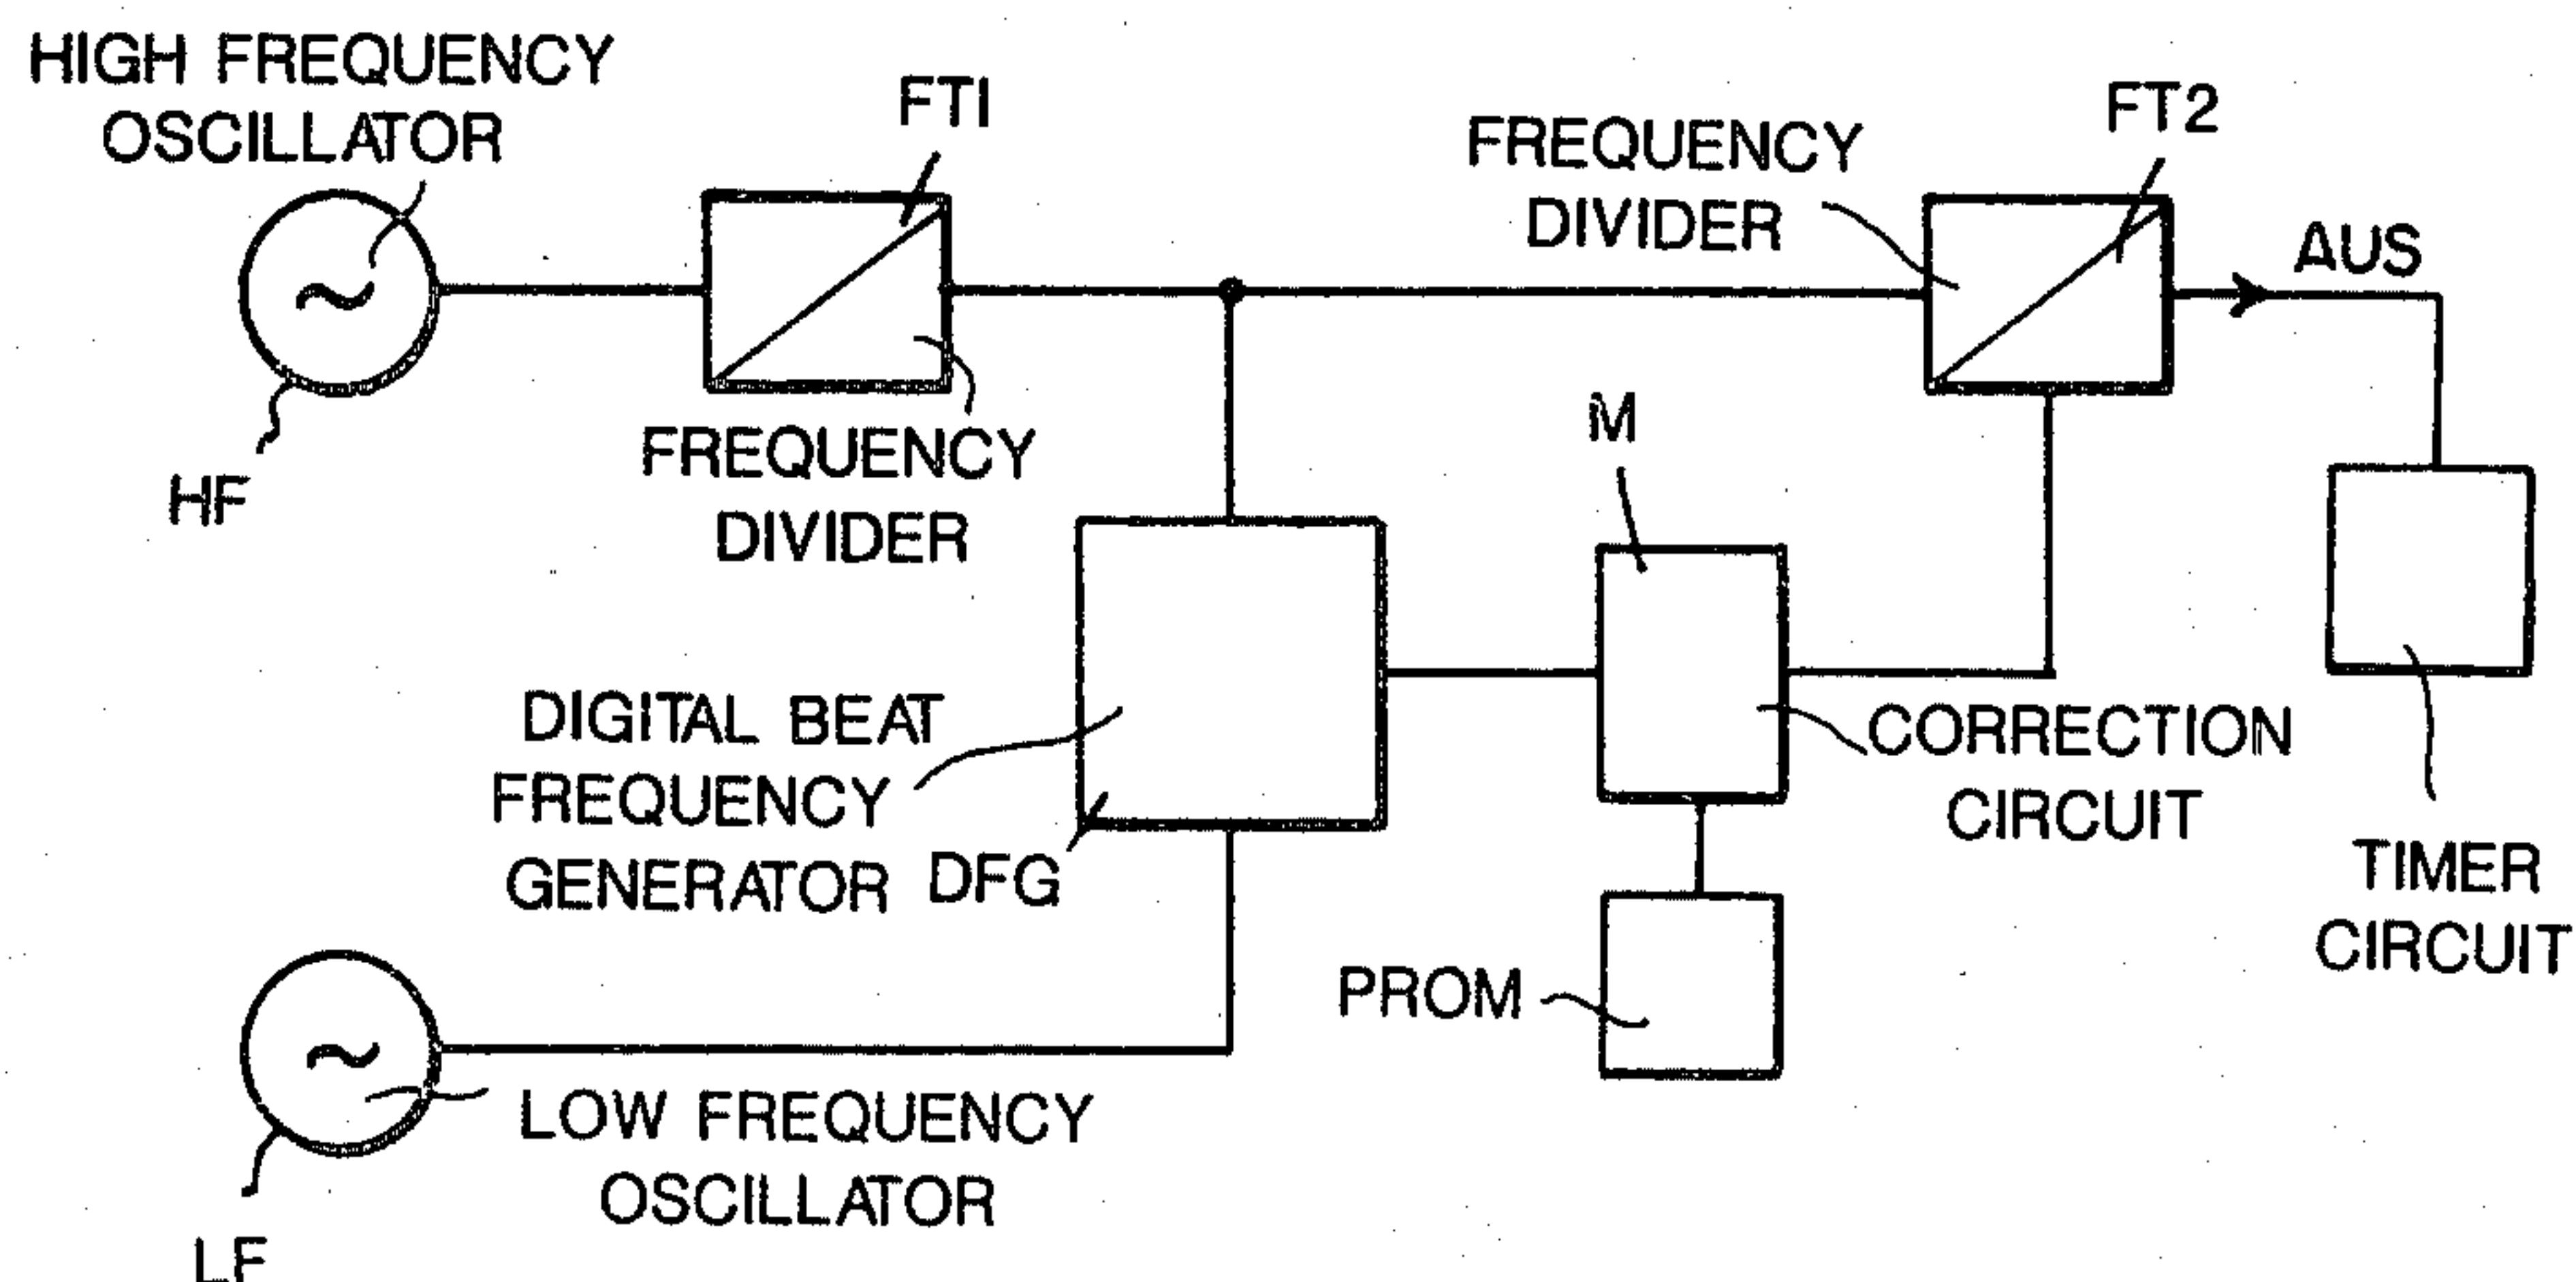 HIGH FREQUENCY
OSCILLATOR
FT1
FREQUENCY
DIVIDER
FT2
AUS
HF
FREQUENCY
DIVIDER
M
DIGITAL BEAT
FREQUENCY
GENERATOR
DFG
CORRECTION
CIRCUIT
TIMER
CIRCUIT
PROM
LOW FREQUENCY
OSCILLATOR
LF